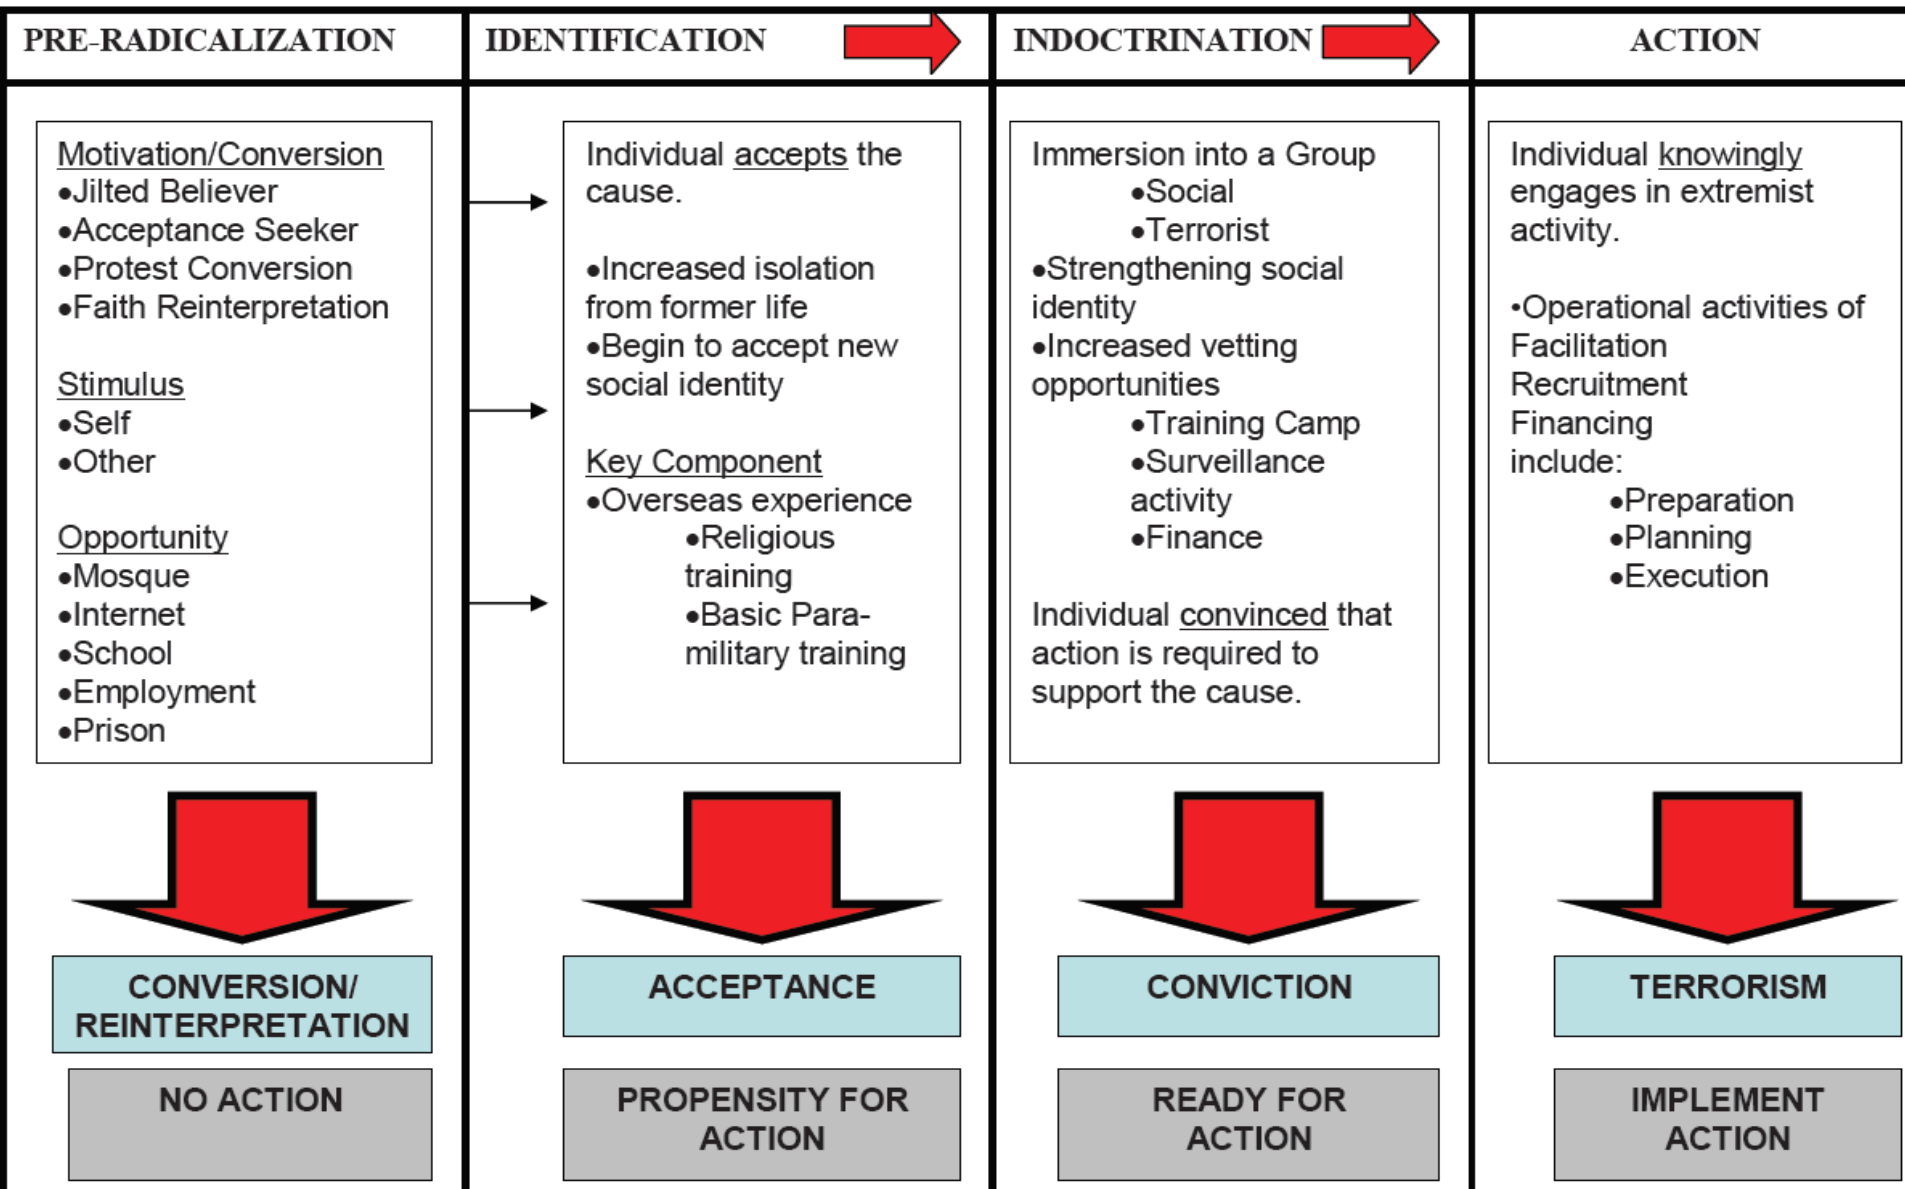 PRE-RADICALIZATION
IDENTIFICATION
INDOCTRINATION
ACTION
Motivation/Conversion
•Jilted Believer
•Acceptance Seeker
•Protest Conversion
•Faith Reinterpretation
Stimulus
•Self
•Other
Opportunity
•Mosque
•Internet
•School
•Employment
•Prison
Individual accepts the
cause.
•Increased isolation
from former life
•Begin to accept new
social identity
Key Component
•Overseas experience
•Religious
training
•Basic Para-
military training
Immersion into a Group
•Social
•Terrorist
•Strengthening social
identity
•Increased vetting
opportunities
•Training Camp
•Surveillance
activity
•Finance
Individual convinced that
action is required to
support the cause.
Individual knowingly
engages in extremist
activity.
•Operational activities of
Facilitation
Recruitment
Financing
include:
•Preparation
•Planning
•Execution
CONVERSION/
REINTERPRETATION
ACCEPTANCE
CONVICTION
TERRORISM
NO ACTION
PROPENSITY FOR
ACTION
READY FOR
ACTION
IMPLEMENT
ACTION